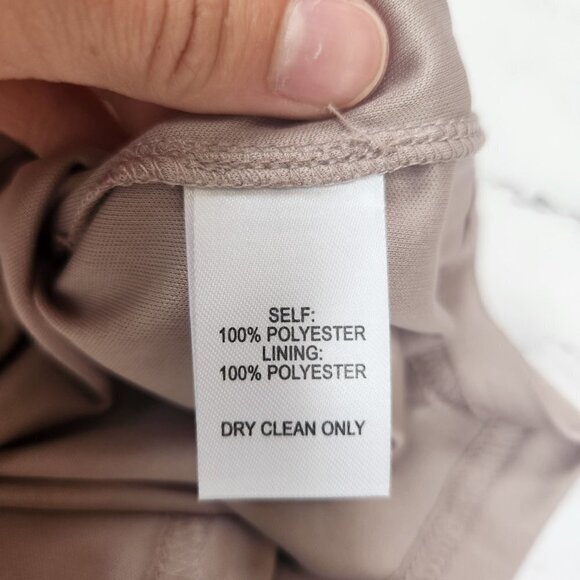 SELF:
100% POLYESTER
LINING:
100% POLYESTER
DRY CLEAN ONLY